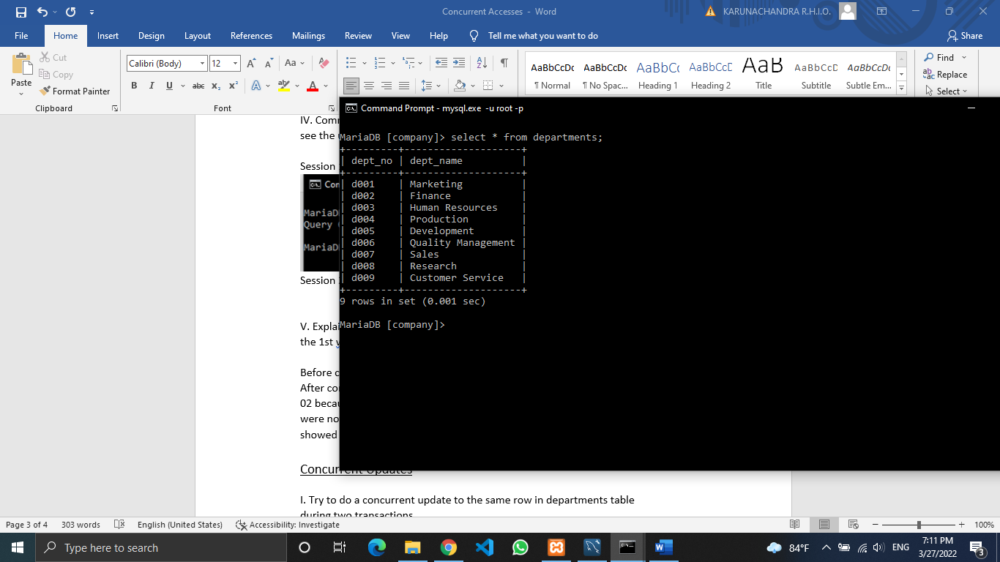 Concurrent Accesses - Word
KARUNACHANDRA R.H.I.O.
File Home Insert Design Layout References Mailings Review View Help Tell me what you want to do Share
Paste
Cut
Copy
Format Painter
Clipboard
Calibri (Body) 12
B I U abc x₂ x²
Aa
A A
Font
AaBbCcDc AaBbCcDc AaBbCc AaBbCcD AaB AaBbCcD AaBbCcDc
¶ Normal ¶ No Spac... Heading 1 Heading 2 Title Subtitle Subtle Em...
Find
Replace
Select
IV. Com
see the
Session
Con
MariaD
Query
MariaD
Session
V. Explai
the 1st
Before c
After co
02 becau
were no
showed
Concurrent Updates
I. Try to do a concurrent update to the same row in departments table
during two transactions
Command Prompt - mysql.exe -u root -p
MariaDB [company]> select * from departments;
+---------+--------------------+
| dept_no | dept_name          |
+---------+--------------------+
| d001    | Marketing          |
| d002    | Finance            |
| d003    | Human Resources    |
| d004    | Production         |
| d005    | Development        |
| d006    | Quality Management |
| d007    | Sales              |
| d008    | Research           |
| d009    | Customer Service   |
+---------+--------------------+
9 rows in set (0.001 sec)
MariaDB [company]>
Page 3 of 4 303 words English (United States) Accessibility: Investigate 100%
Type here to search
84°F ENG
7:11 PM
3/27/2022
3